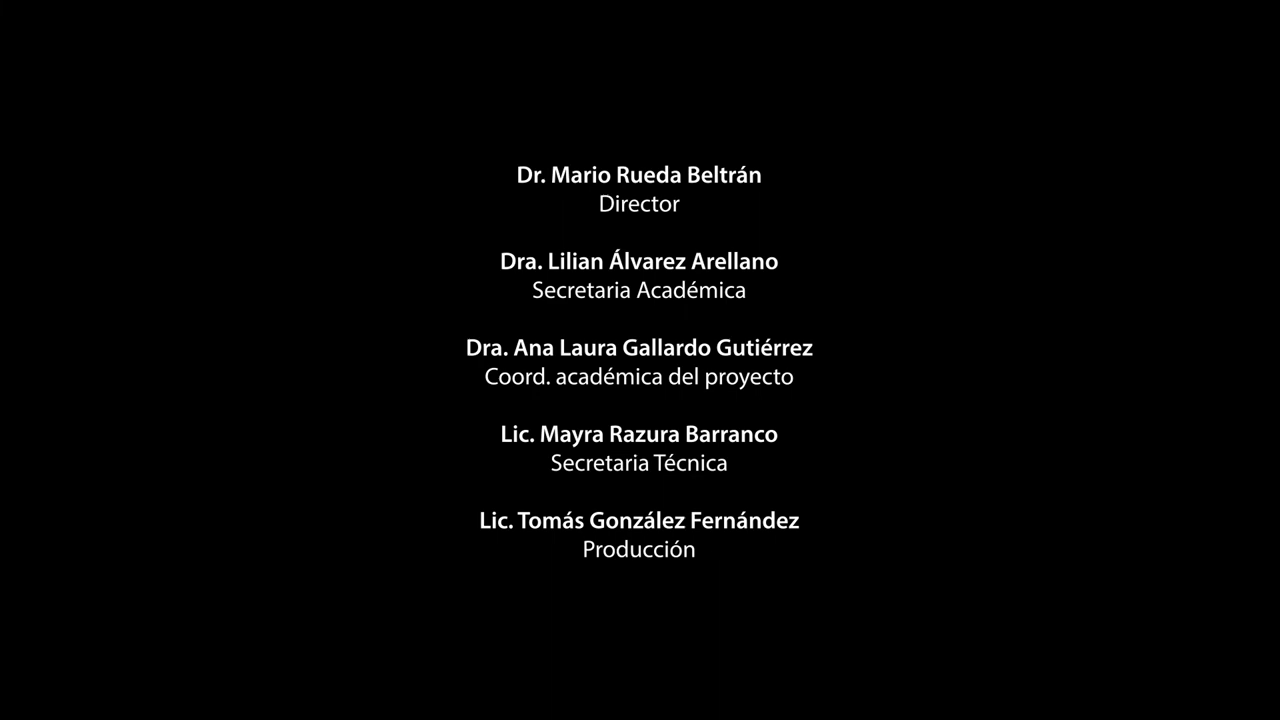 Dr. Mario Rueda Beltrán
Director
Dra. Lilian Álvarez Arellano
Secretaria Académica
Dra. Ana Laura Gallardo Gutiérrez
Coord. académica del proyecto
Lic. Mayra Razura Barranco
Secretaria Técnica
Lic. Tomás González Fernández
Producción